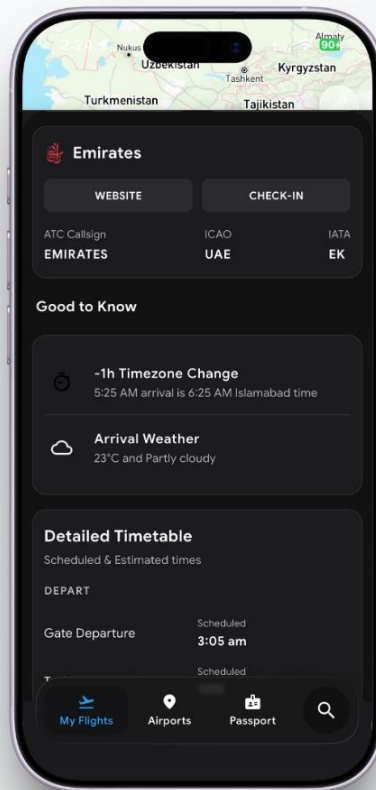 Almaty
90+
Nukus
Uzbekistan
Kyrgyzstan
Tashkent
Turkmenistan
Tajikistan
Emirates
WEBSITE
CHECK-IN
ATC Callsign
ICAO
IATA
EMIRATES
UAE
EK
Good to Know
-1h Timezone Change
5:25 AM arrival is 6:25 AM Islamabad time
Arrival Weather
23°C and Partly cloudy
Detailed Timetable
Scheduled & Estimated times
DEPART
Scheduled
Gate Departure
3:05 am
Scheduled
My Flights
Airports
Passport